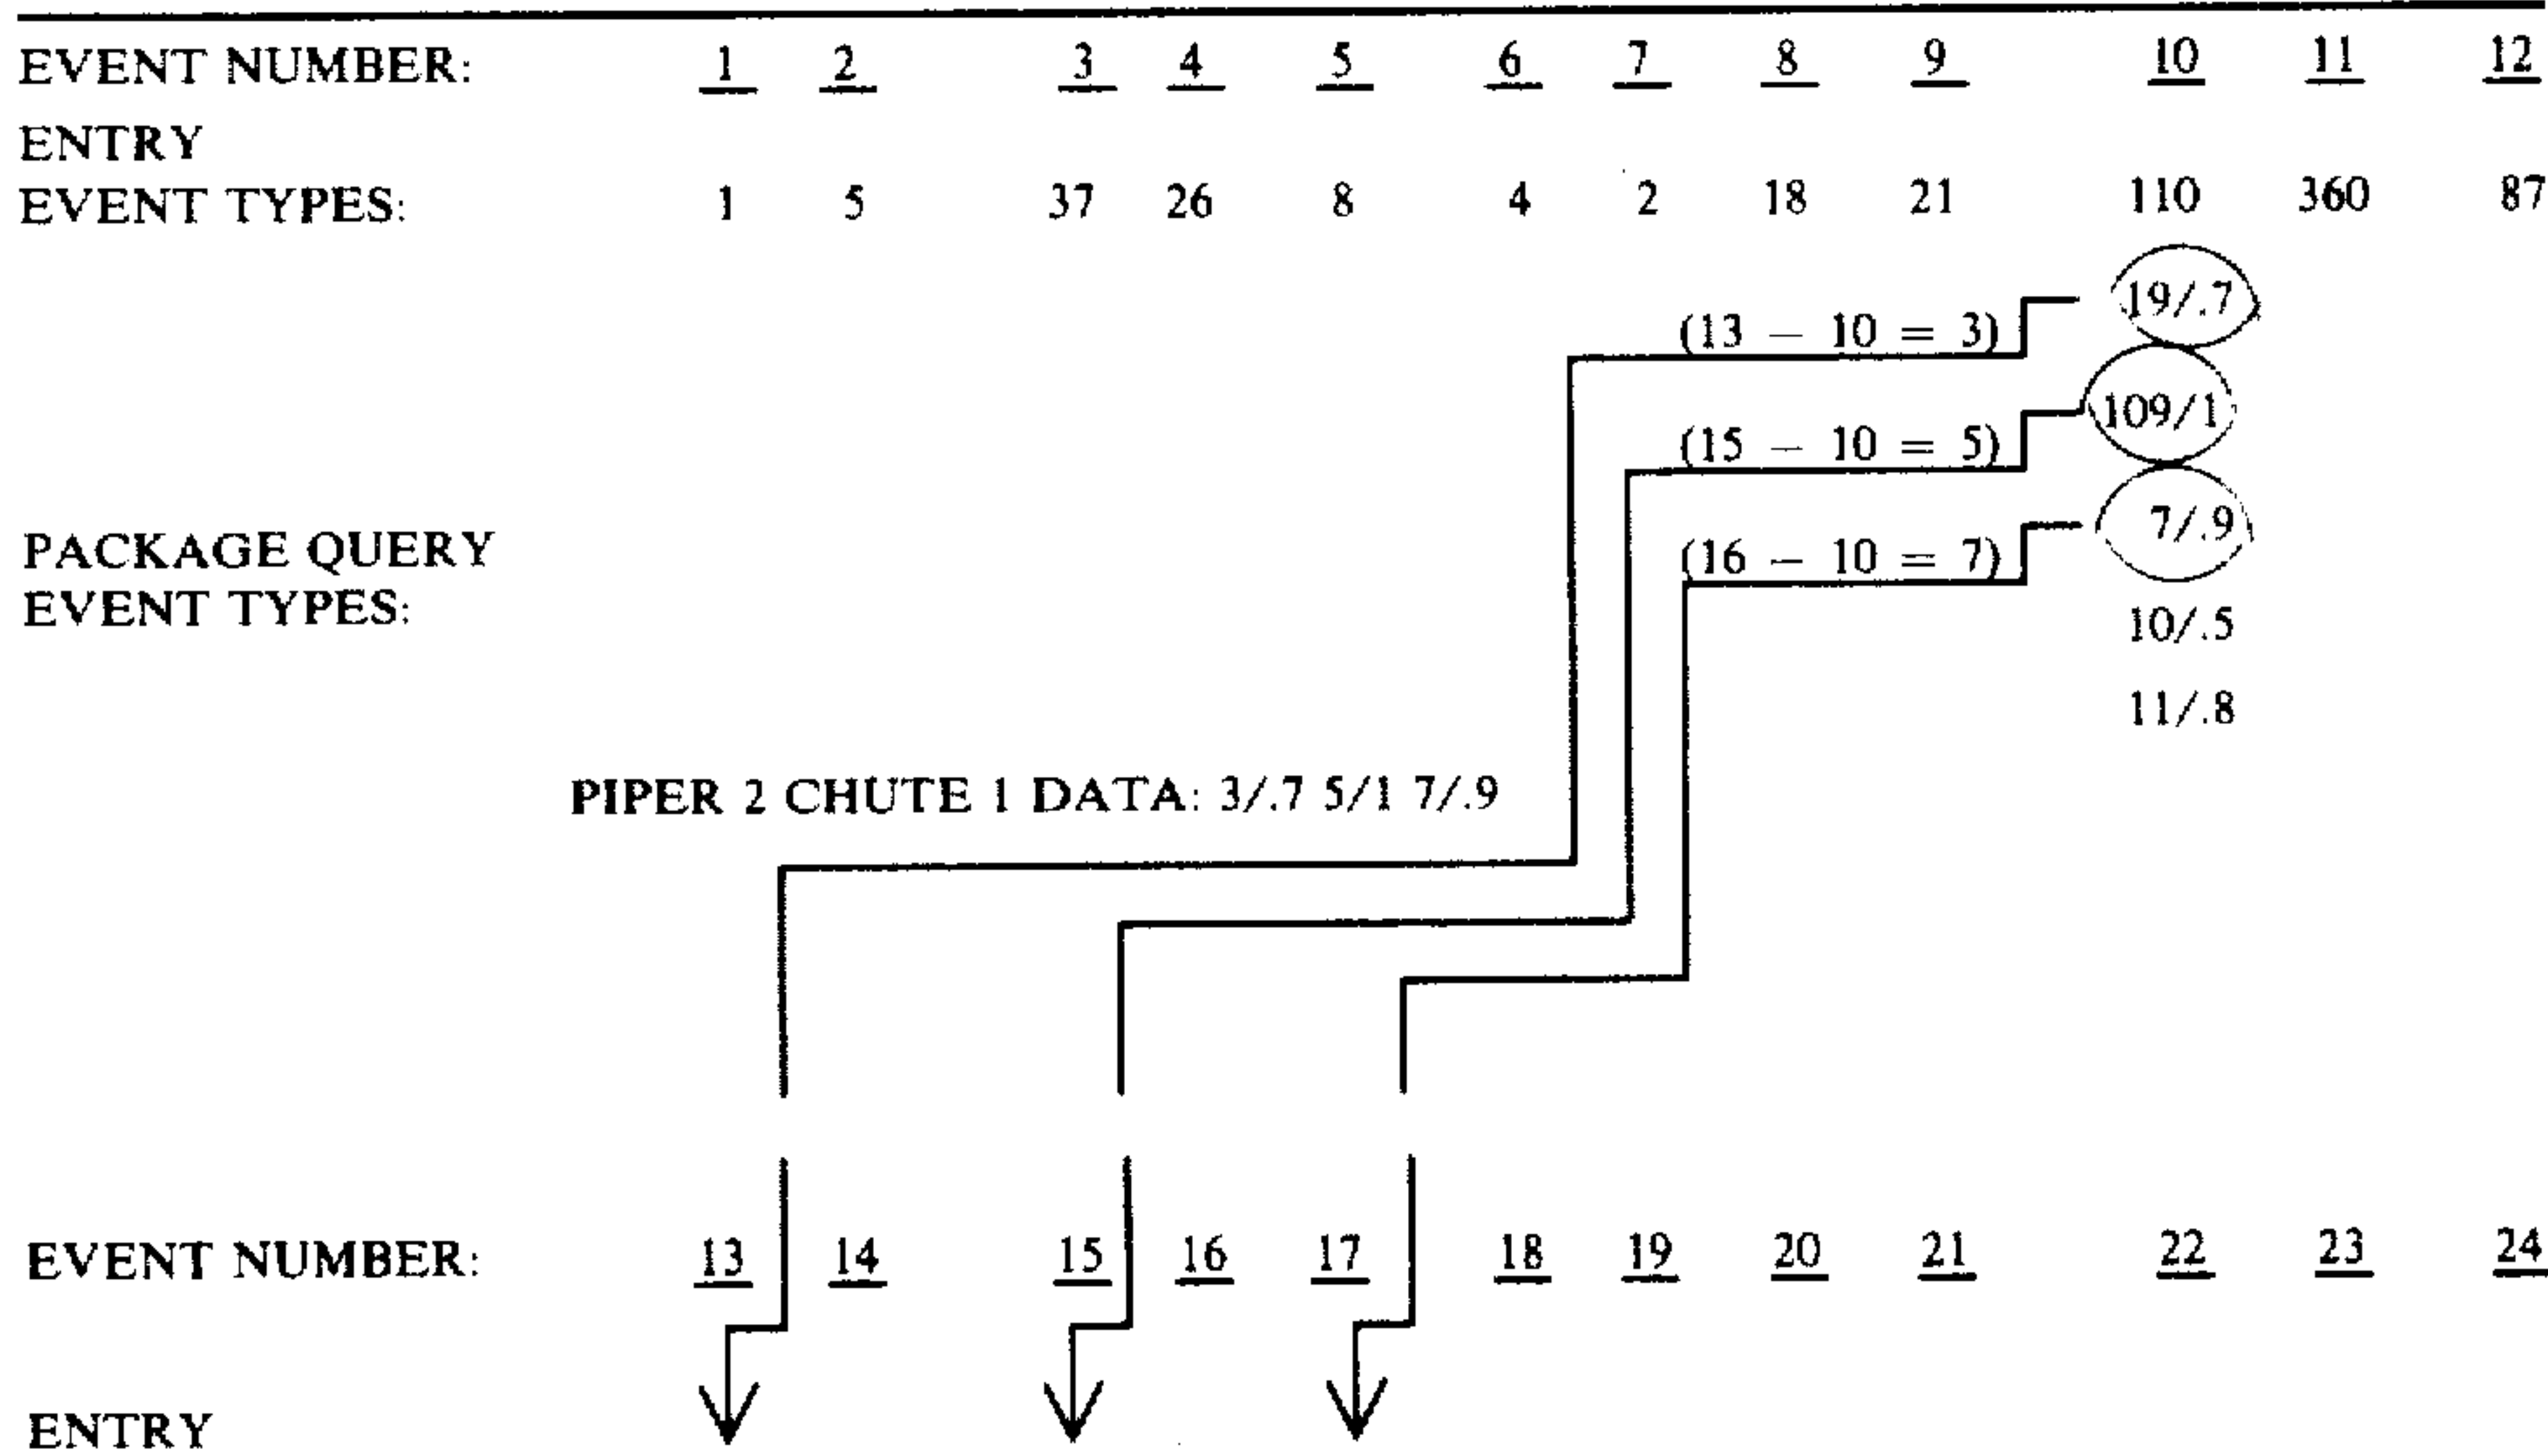 EVENT NUMBER: 1 2 3 4 5 6 7 8 9 10 11 12
ENTRY
EVENT TYPES: 1 5 37 26 8 4 2 18 21 110 360 87
19/.7
(13 – 10 = 3)
109/1
(15 – 10 = 5)
7/.9
PACKAGE QUERY
(16 – 10 = 7)
EVENT TYPES:
10/.5
11/.8
PIPER 2 CHUTE 1 DATA: 3/.7 5/1 7/.9
EVENT NUMBER: 13 14 15 16 17 18 19 20 21 22 23 24
ENTRY